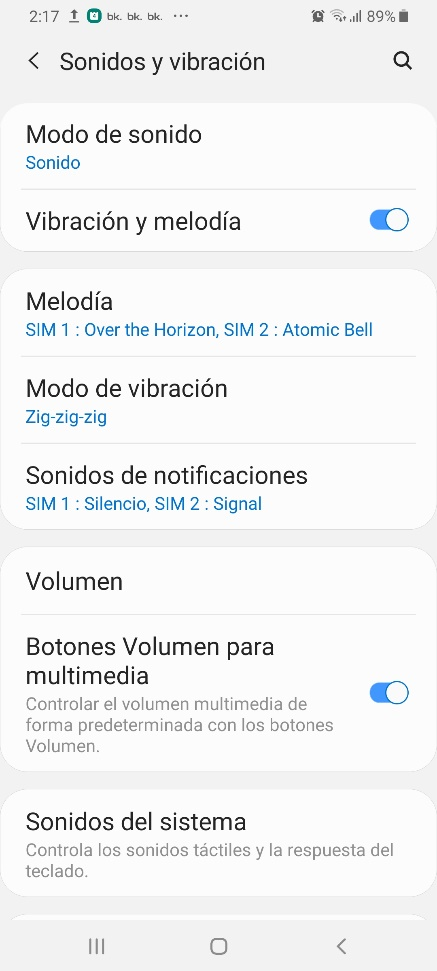 2:17 bk. bk. bk. 89%
Sonidos y vibración
Modo de sonido
Sonido
Vibración y melodía
Melodía
SIM 1 : Over the Horizon, SIM 2 : Atomic Bell
Modo de vibración
Zig-zig-zig
Sonidos de notificaciones
SIM 1 : Silencio, SIM 2 : Signal
Volumen
Botones Volumen para
multimedia
Controlar el volumen multimedia de
forma predeterminada con los botones
Volumen.
Sonidos del sistema
Controla los sonidos táctiles y la respuesta del
teclado.